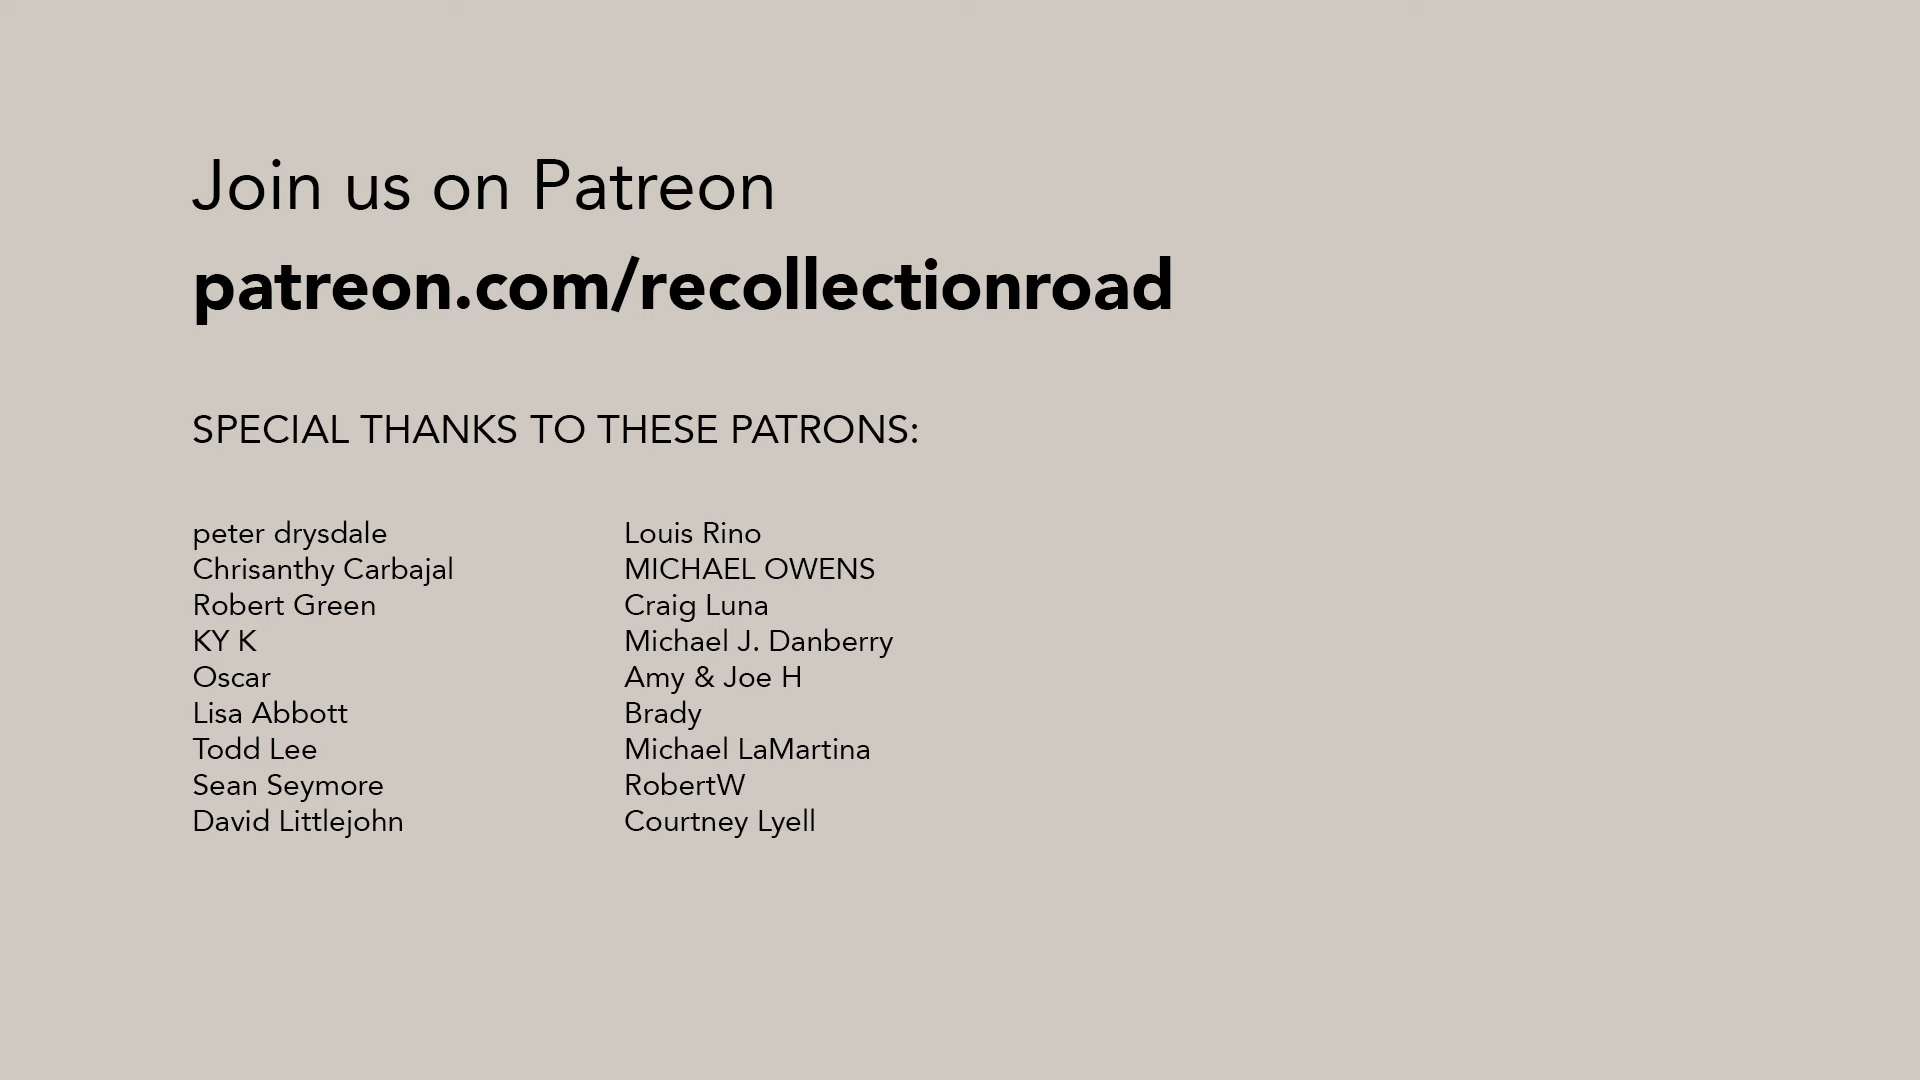 Join us on Patreon
patreon.com/recollectionroad
SPECIAL THANKS TO THESE PATRONS:
peter drysdale
Chrisanthy Carbajal
Robert Green
KY K
Oscar
Lisa Abbott
Todd Lee
Sean Seymore
David Littlejohn
Louis Rino
MICHAEL OWENS
Craig Luna
Michael J. Danberry
Amy & Joe H
Brady
Michael LaMartina
RobertW
Courtney Lyell